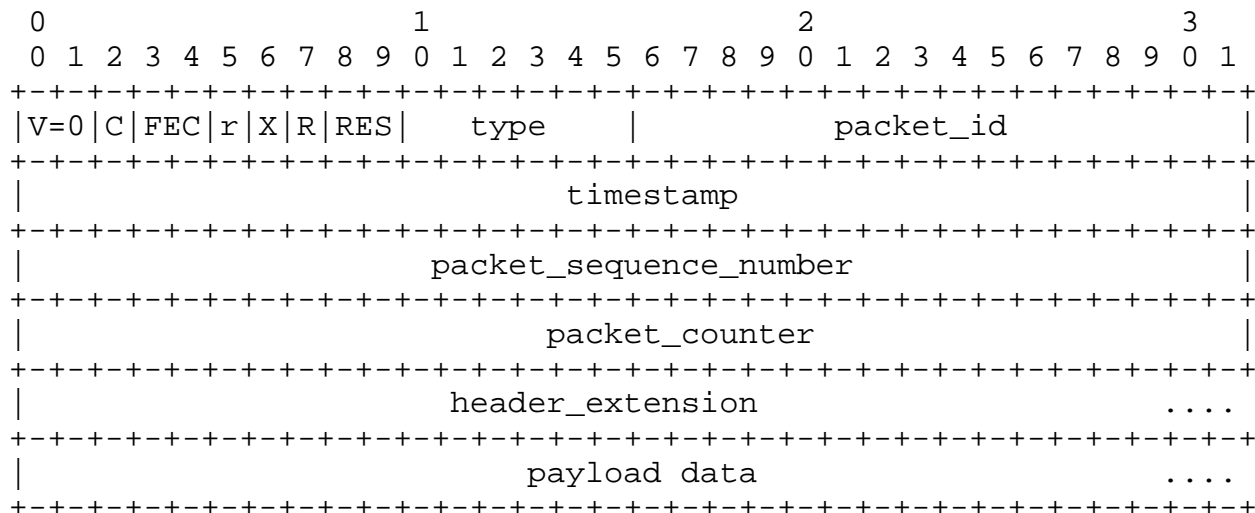 0                   1                   2                   3
 0 1 2 3 4 5 6 7 8 9 0 1 2 3 4 5 6 7 8 9 0 1 2 3 4 5 6 7 8 9 0 1
+-+-+-+-+-+-+-+-+-+-+-+-+-+-+-+-+-+-+-+-+-+-+-+-+-+-+-+-+-+-+-+-+
|V=0|C|FEC|r|X|R|RES|   type    |          packet_id            |
+-+-+-+-+-+-+-+-+-+-+-+-+-+-+-+-+-+-+-+-+-+-+-+-+-+-+-+-+-+-+-+-+
|                            timestamp                          |
+-+-+-+-+-+-+-+-+-+-+-+-+-+-+-+-+-+-+-+-+-+-+-+-+-+-+-+-+-+-+-+-+
|                     packet_sequence_number                    |
+-+-+-+-+-+-+-+-+-+-+-+-+-+-+-+-+-+-+-+-+-+-+-+-+-+-+-+-+-+-+-+-+
|                           packet_counter                      |
+-+-+-+-+-+-+-+-+-+-+-+-+-+-+-+-+-+-+-+-+-+-+-+-+-+-+-+-+-+-+-+-+
|                      header_extension                     ....
+-+-+-+-+-+-+-+-+-+-+-+-+-+-+-+-+-+-+-+-+-+-+-+-+-+-+-+-+-+-+-+-+
|                          payload data                     ....
+-+-+-+-+-+-+-+-+-+-+-+-+-+-+-+-+-+-+-+-+-+-+-+-+-+-+-+-+-+-+-+-+